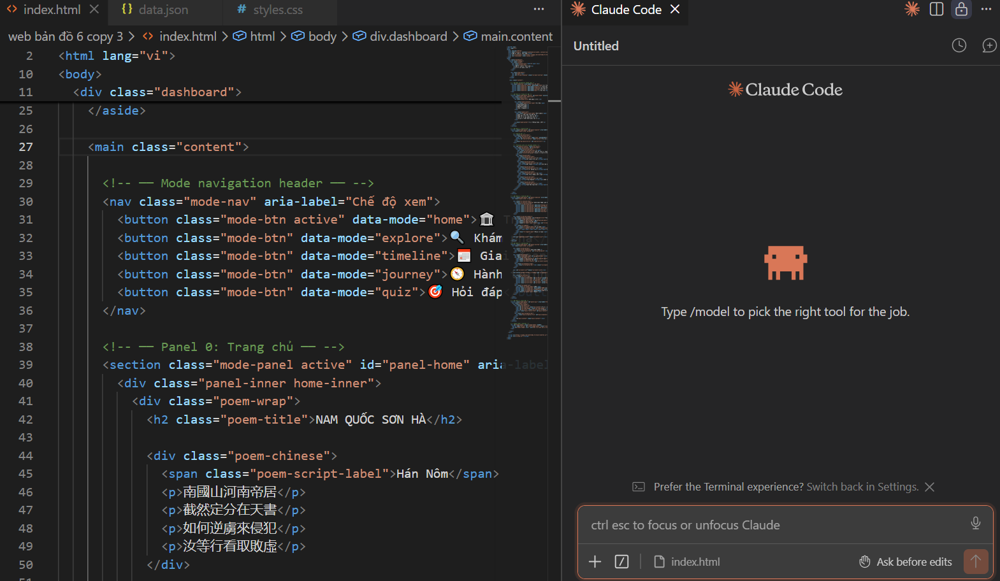 index.html
data.json
styles.css
web bản đồ 6 copy 3 > index.html > html > body > div.dashboard > main.content
2 <html lang="vi">
10 <body>
11 <div class="dashboard">
25 </aside>
26
27 <main class="content">
28
29 <!-- ── Mode navigation header ── -->
30 <nav class="mode-nav" aria-label="Chế độ xem">
31 <button class="mode-btn active" data-mode="home">🏛️
32 <button class="mode-btn" data-mode="explore">🔍 Khám
33 <button class="mode-btn" data-mode="timeline">📅 Giai
34 <button class="mode-btn" data-mode="journey">🧭 Hành
35 <button class="mode-btn" data-mode="quiz">🎯 Hỏi đáp
36 </nav>
37
38 <!-- ── Panel 0: Trang chủ ── -->
39 <section class="mode-panel active" id="panel-home" aria-label
40 <div class="panel-inner home-inner">
41 <div class="poem-wrap">
42 <h2 class="poem-title">NAM QUỐC SƠN HÀ</h2>
43
44 <div class="poem-chinese">
45 <span class="poem-script-label">Hán Nôm</span>
46 <p>南國山河南帝居</p>
47 <p>截然定分在天書</p>
48 <p>如何逆虜來侵犯</p>
49 <p>汝等行看取敗虛</p>
50 </div>
51
Claude Code
Untitled
Claude Code
Type /model to pick the right tool for the job.
Prefer the Terminal experience? Switch back in Settings.
ctrl esc to focus or unfocus Claude
index.html
Ask before edits